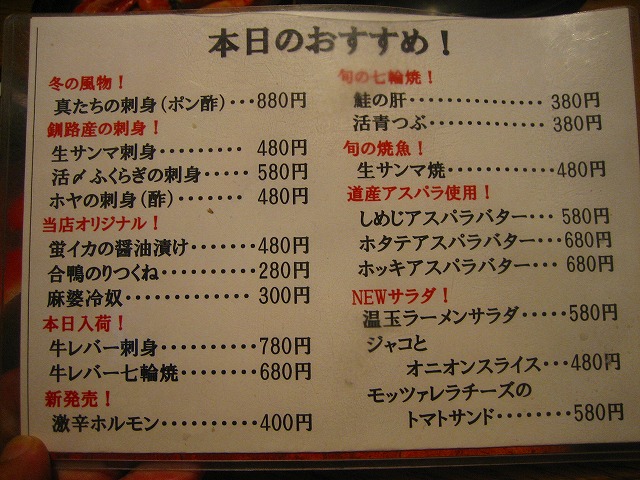 本日のおすすめ！
冬の風物！
真たちの刺身(ポン酢)･･･880円
釧路産の刺身！
生サンマ刺身･････････ 480円
活〆ふくらぎの刺身･････ 580円
ホヤの刺身(酢)･･･････ 480円
当店オリジナル！
蛍イカの醤油漬け･･･････480円
合鴨のりつくね･･････････280円
麻婆冷奴････････････ 300円
本日入荷！
牛レバー刺身･･････････780円
牛レバー七輪焼････････680円
新発売！
激辛ホルモン･･････････400円
旬の七輪焼！
鮭の肝･････････････ 380円
活青つぶ････････････ 380円
旬の焼魚！
生サンマ焼････････････480円
道産アスパラ使用！
しめじアスパラバター･･･ 580円
ホタテアスパラバター･･･680円
ホッキアスパラバター･･･ 680円
NEWサラダ！
温玉ラーメンサラダ･････580円
ジャコと
オニオンスライス･･･480円
モッツァレラチーズの
トマトサンド････････580円